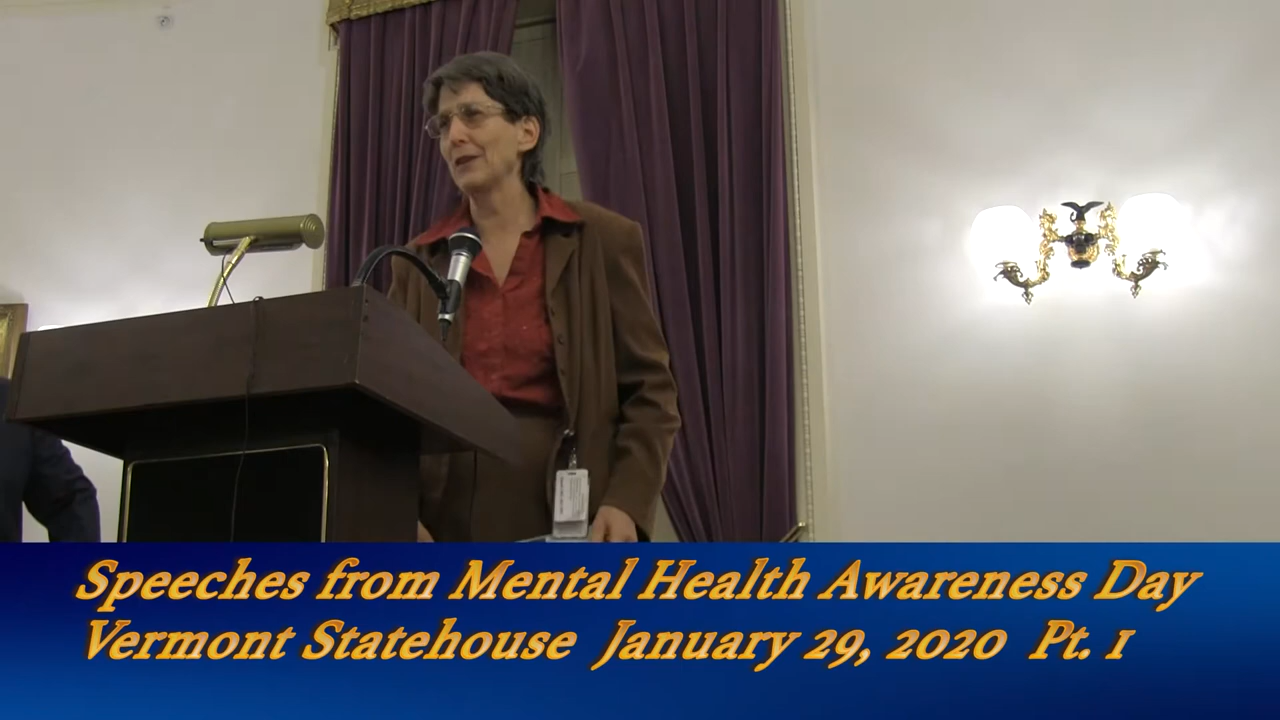 Speeches from Mental Health Awareness Day
Vermont Statehouse January 29, 2020 Pt. 1